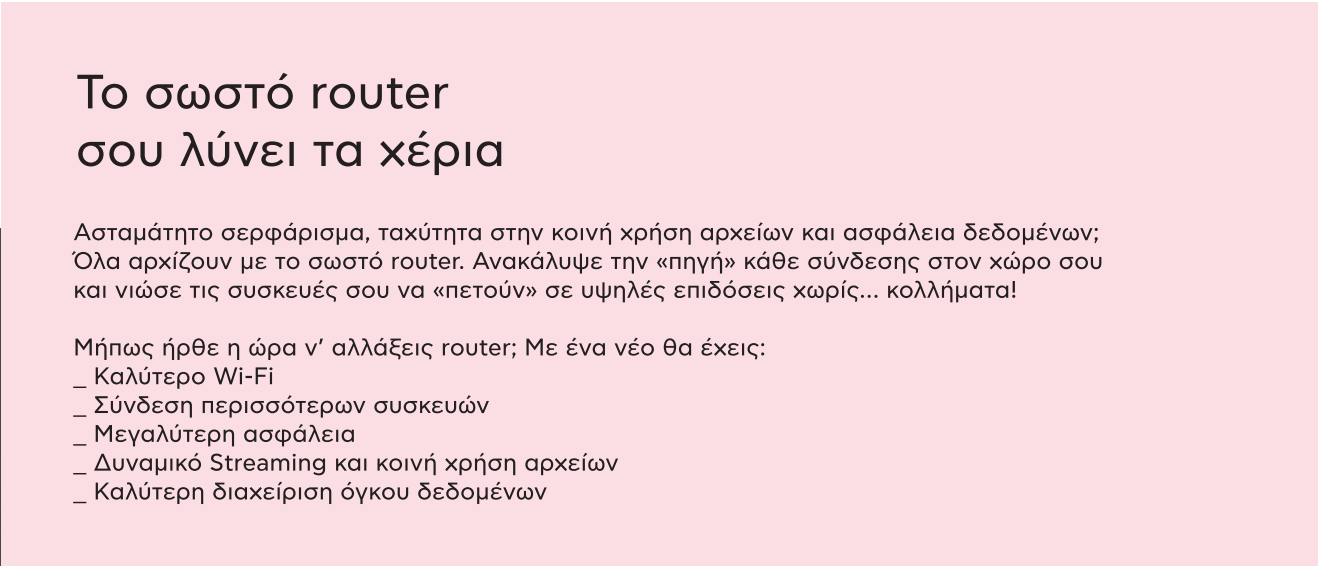 Το σωστό router
σου λύνει τα χέρια
Ασταμάτητο σερφάρισμα, ταχύτητα στην κοινή χρήση αρχείων και ασφάλεια δεδομένων;
Όλα αρχίζουν με το σωστό router. Ανακάλυψε την «πηγή» κάθε σύνδεσης στον χώρο σου
και νιώσε τις συσκευές σου να «πετούν» σε υψηλές επιδόσεις χωρίς... κολλήματα!
Μήπως ήρθε η ώρα ν’ αλλάξεις router; Με ένα νέο θα έχεις:
_ Καλύτερο Wi-Fi
_ Σύνδεση περισσότερων συσκευών
_ Μεγαλύτερη ασφάλεια
_ Δυναμικό Streaming και κοινή χρήση αρχείων
_ Καλύτερη διαχείριση όγκου δεδομένων